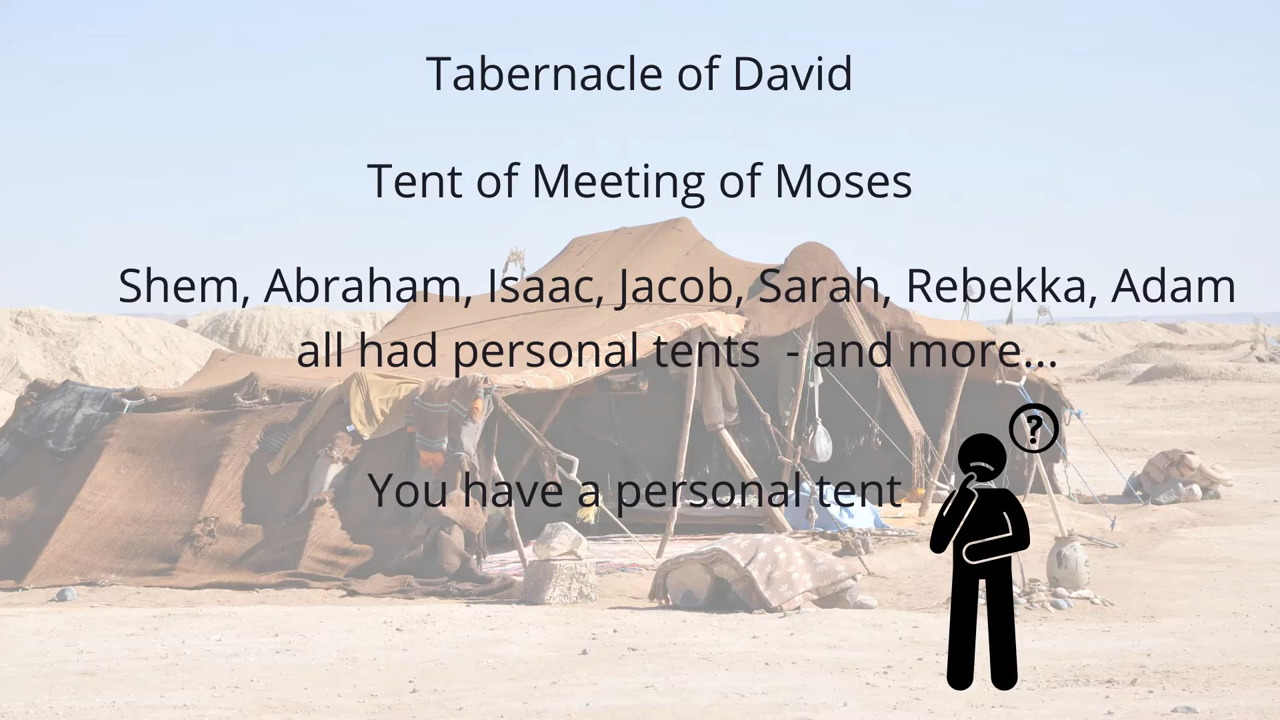 Tabernacle of David
Tent of Meeting of Moses
Shem, Abraham, Isaac, Jacob, Sarah, Rebekka, Adam
all had personal tents  - and more...
You have a personal tent
?